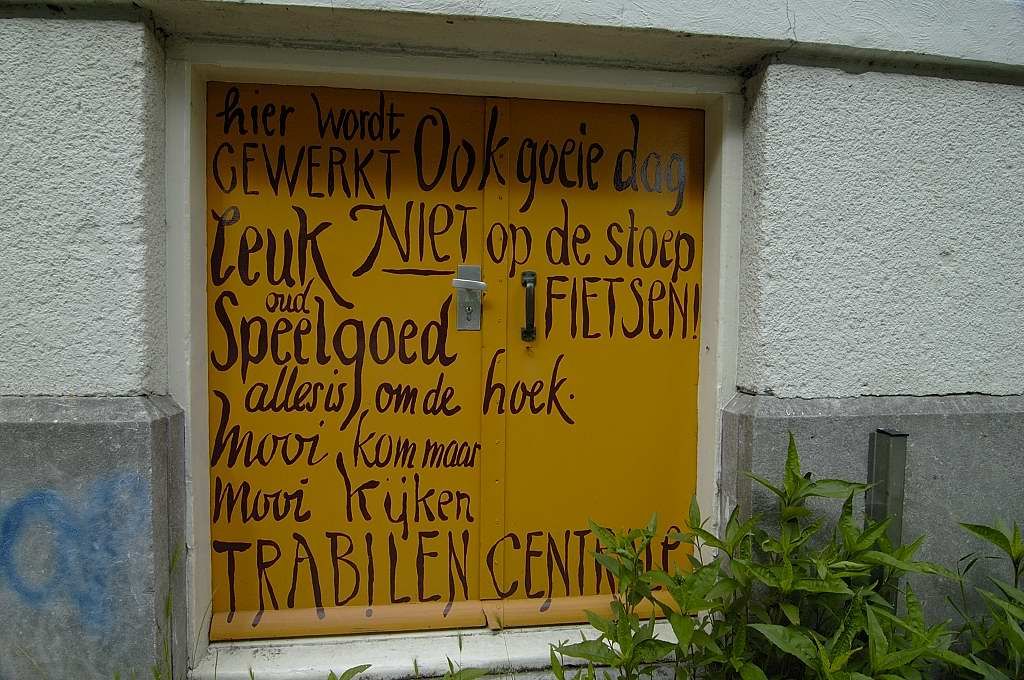 hier wordt
GEWERKT Ook goeie dag
leuk NIET op de stoep
oud FIETSEN!
Speelgoed
alles is om de hoek.
mooi kom maar
mooi kijken
TRABILEN CENTRALE